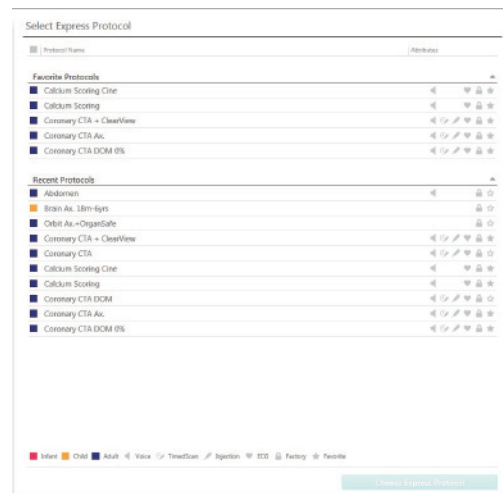 Select Express Protocol
Protocol Name Attributes
Favorite Protocols
Calcium Scoring Cine
Calcium Scoring
Coronary CTA + ClearView
Coronary CTA Ax.
Coronary CTA DOM 0%
Recent Protocols
Abdomen
Brain Ax. 18m-6yrs
Orbit Ax.+OrganSafe
Coronary CTA + ClearView
Coronary CTA
Calcium Scoring Cine
Calcium Scoring
Coronary CTA DOM
Coronary CTA Ax.
Coronary CTA DOM 0%
Infant Child Adult Voice TimedScan Injection ECG Factory Favorite
Choose Express Protocol